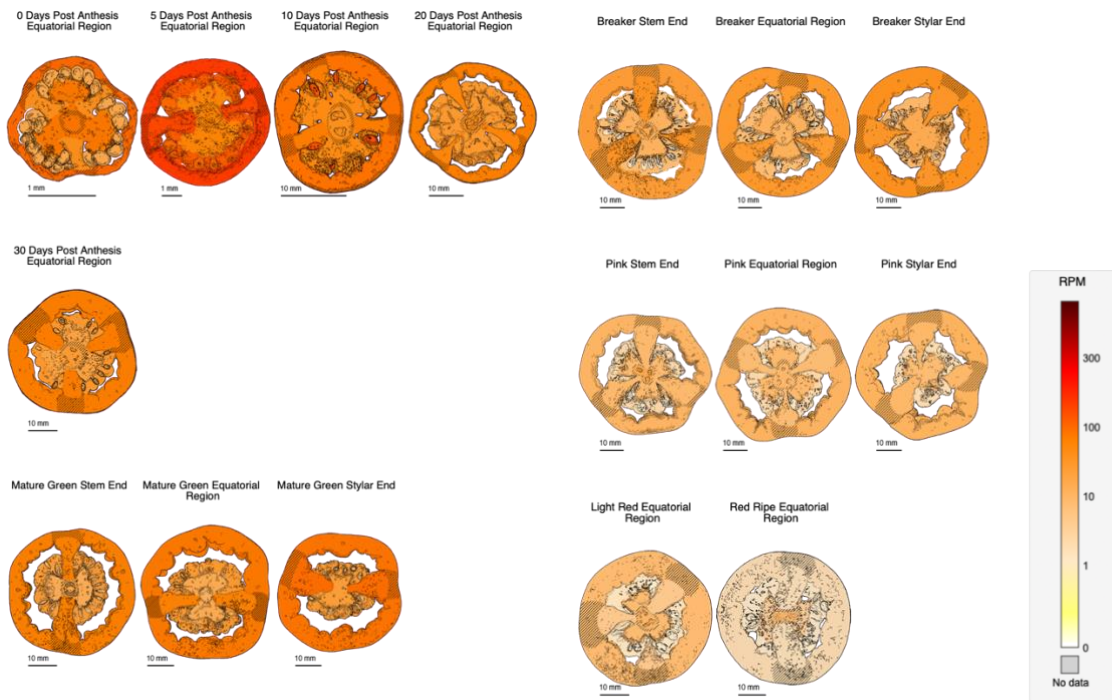 0 Days Post Anthesis
Equatorial Region
5 Days Post Anthesis
Equatorial Region
10 Days Post Anthesis
Equatorial Region
20 Days Post Anthesis
Equatorial Region
1 mm
1 mm
10 mm
10 mm
Breaker Stem End
Breaker Equatorial Region
Breaker Stylar End
10 mm
10 mm
10 mm
30 Days Post Anthesis
Equatorial Region
10 mm
Pink Stem End
Pink Equatorial Region
Pink Stylar End
10 mm
10 mm
10 mm
Mature Green Stem End
Mature Green Equatorial
Region
Mature Green Stylar End
10 mm
10 mm
10 mm
Light Red Equatorial
Region
Red Ripe Equatorial
Region
10 mm
10 mm
RPM
300
100
10
1
0
No data